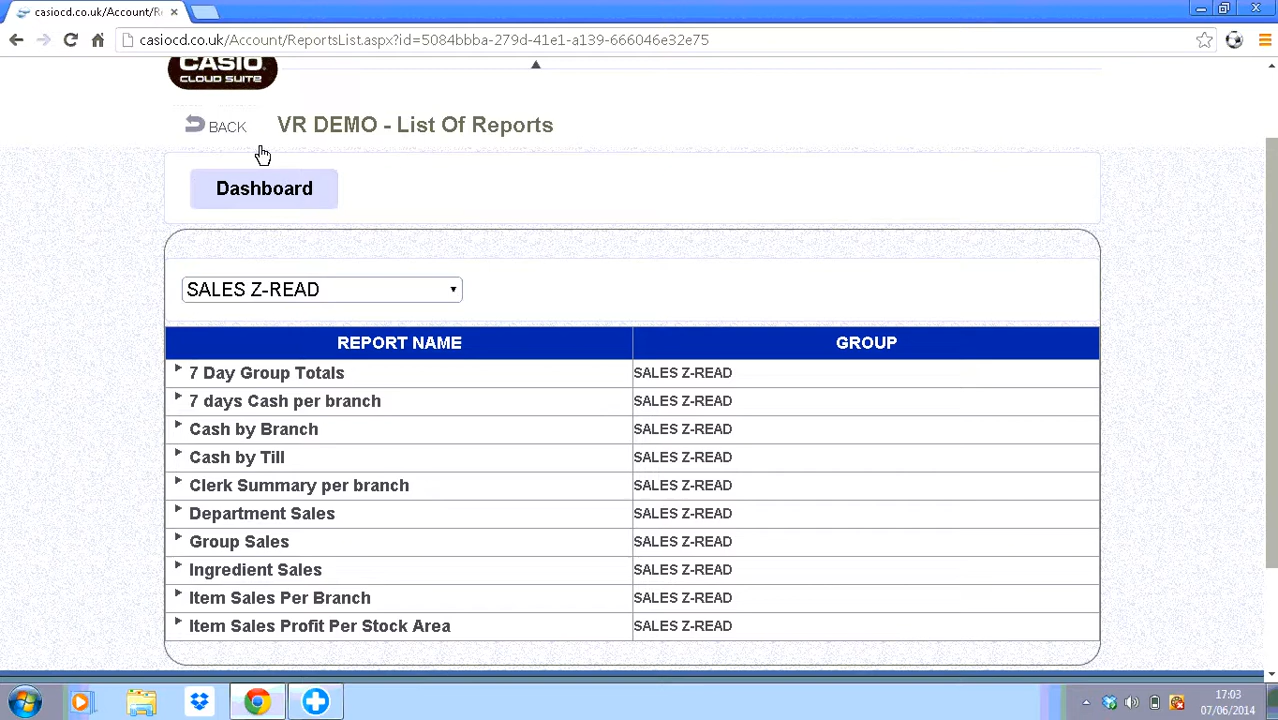 casiocd.co.uk/Account/Re
casiocd.co.uk/Account/ReportsList.aspx?id=5084bbb2-279d-41e1-a139-666046e32e75
CASIO
CLOUD SUITE
BACK
VR DEMO - List Of Reports
Dashboard
SALES Z-READ
REPORT NAME GROUP
7 Day Group Totals SALES Z-READ
7 days Cash per branch SALES Z-READ
Cash by Branch SALES Z-READ
Cash by Till SALES Z-READ
Clerk Summary per branch SALES Z-READ
Department Sales SALES Z-READ
Group Sales SALES Z-READ
Ingredient Sales SALES Z-READ
Item Sales Per Branch SALES Z-READ
Item Sales Profit Per Stock Area SALES Z-READ
17:03
07/06/2014